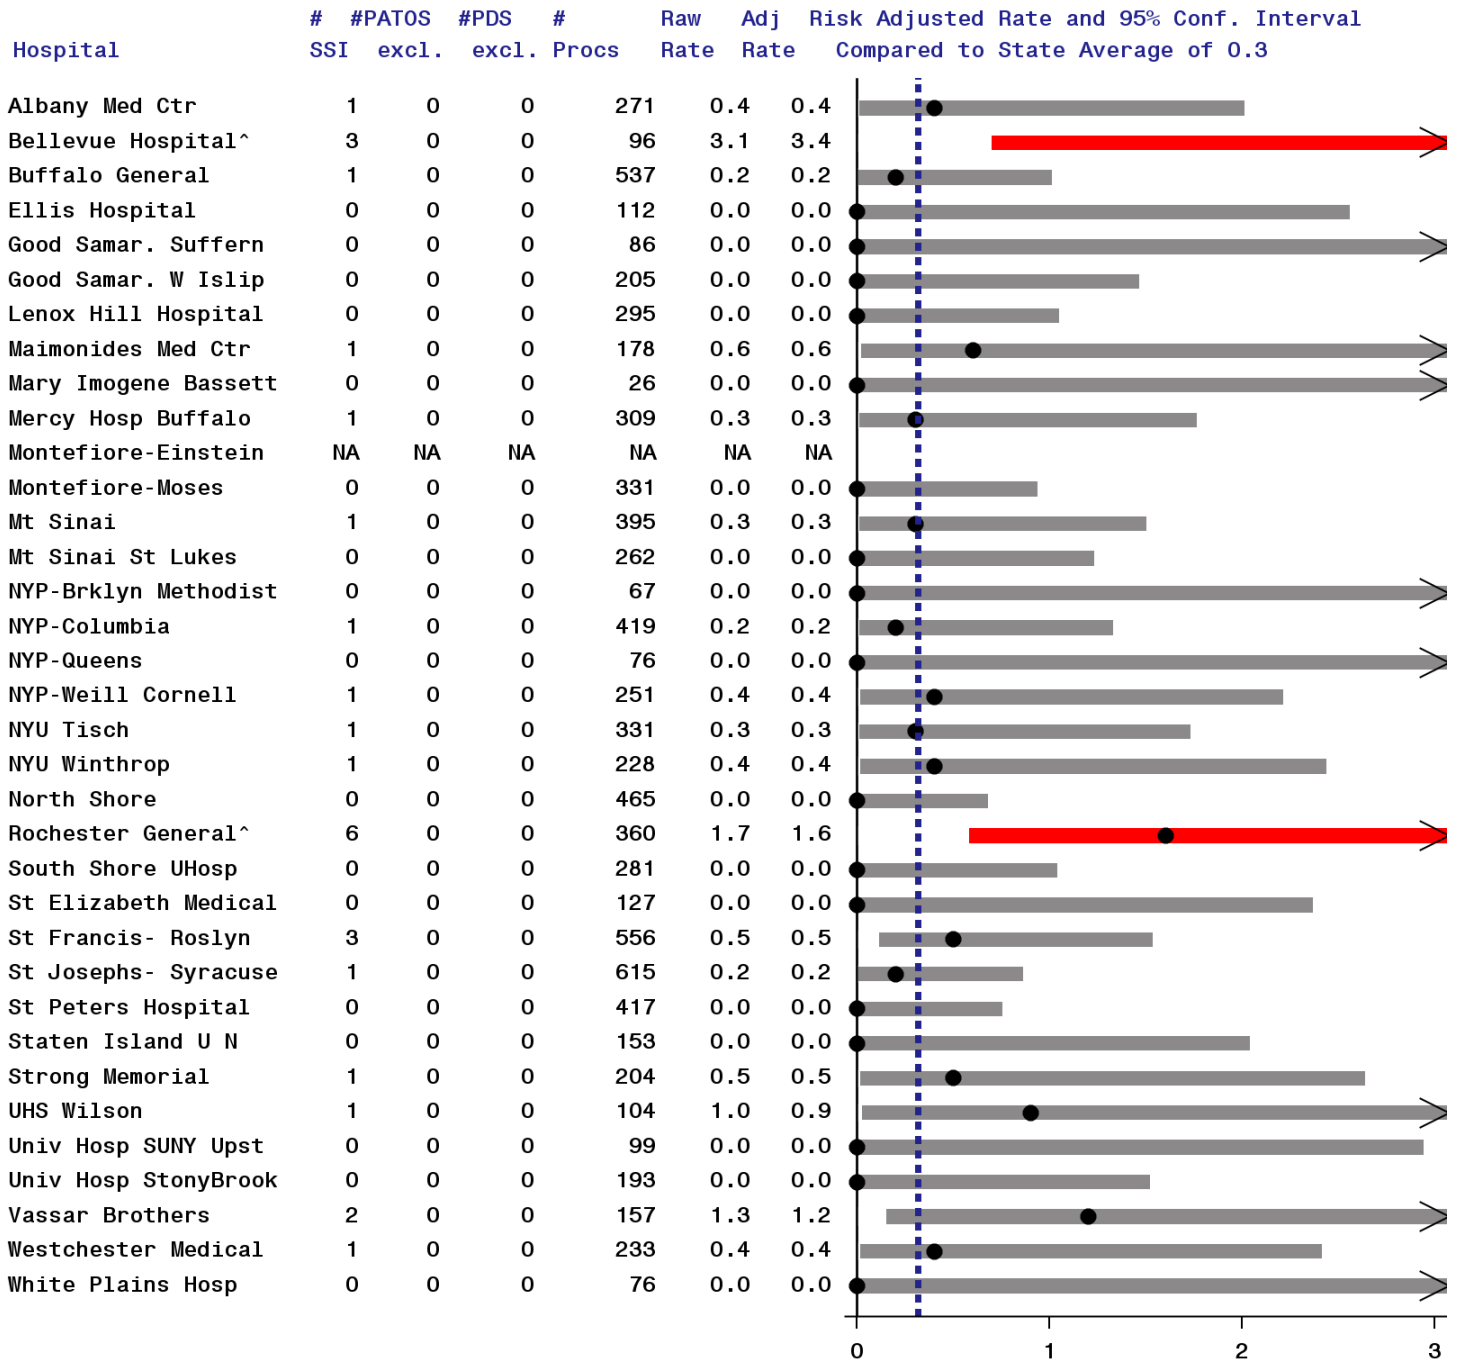 # #PATOS #PDS # Raw Adj Risk Adjusted Rate and 95% Conf. Interval
Hospital SSI excl. excl. Procs Rate Rate Compared to State Average of 0.3
Albany Med Ctr 1 0 0 271 0.4 0.4
Bellevue Hospital^ 3 0 0 96 3.1 3.4
Buffalo General 1 0 0 537 0.2 0.2
Ellis Hospital 0 0 0 112 0.0 0.0
Good Samar. Suffern 0 0 0 86 0.0 0.0
Good Samar. W Islip 0 0 0 205 0.0 0.0
Lenox Hill Hospital 0 0 0 295 0.0 0.0
Maimonides Med Ctr 1 0 0 178 0.6 0.6
Mary Imogene Bassett 0 0 0 26 0.0 0.0
Mercy Hosp Buffalo 1 0 0 309 0.3 0.3
Montefiore-Einstein NA NA NA NA NA NA
Montefiore-Moses 0 0 0 331 0.0 0.0
Mt Sinai 1 0 0 395 0.3 0.3
Mt Sinai St Lukes 0 0 0 262 0.0 0.0
NYP-Brklyn Methodist 0 0 0 67 0.0 0.0
NYP-Columbia 1 0 0 419 0.2 0.2
NYP-Queens 0 0 0 76 0.0 0.0
NYP-Weill Cornell 1 0 0 251 0.4 0.4
NYU Tisch 1 0 0 331 0.3 0.3
NYU Winthrop 1 0 0 228 0.4 0.4
North Shore 0 0 0 465 0.0 0.0
Rochester General^ 6 0 0 360 1.7 1.6
South Shore UHosp 0 0 0 281 0.0 0.0
St Elizabeth Medical 0 0 0 127 0.0 0.0
St Francis- Roslyn 3 0 0 556 0.5 0.5
St Josephs- Syracuse 1 0 0 615 0.2 0.2
St Peters Hospital 0 0 0 417 0.0 0.0
Staten Island U N 0 0 0 153 0.0 0.0
Strong Memorial 1 0 0 204 0.5 0.5
UHS Wilson 1 0 0 104 1.0 0.9
Univ Hosp SUNY Upst 0 0 0 99 0.0 0.0
Univ Hosp StonyBrook 0 0 0 193 0.0 0.0
Vassar Brothers 2 0 0 157 1.3 1.2
Westchester Medical 1 0 0 233 0.4 0.4
White Plains Hosp 0 0 0 76 0.0 0.0
0 1 2 3